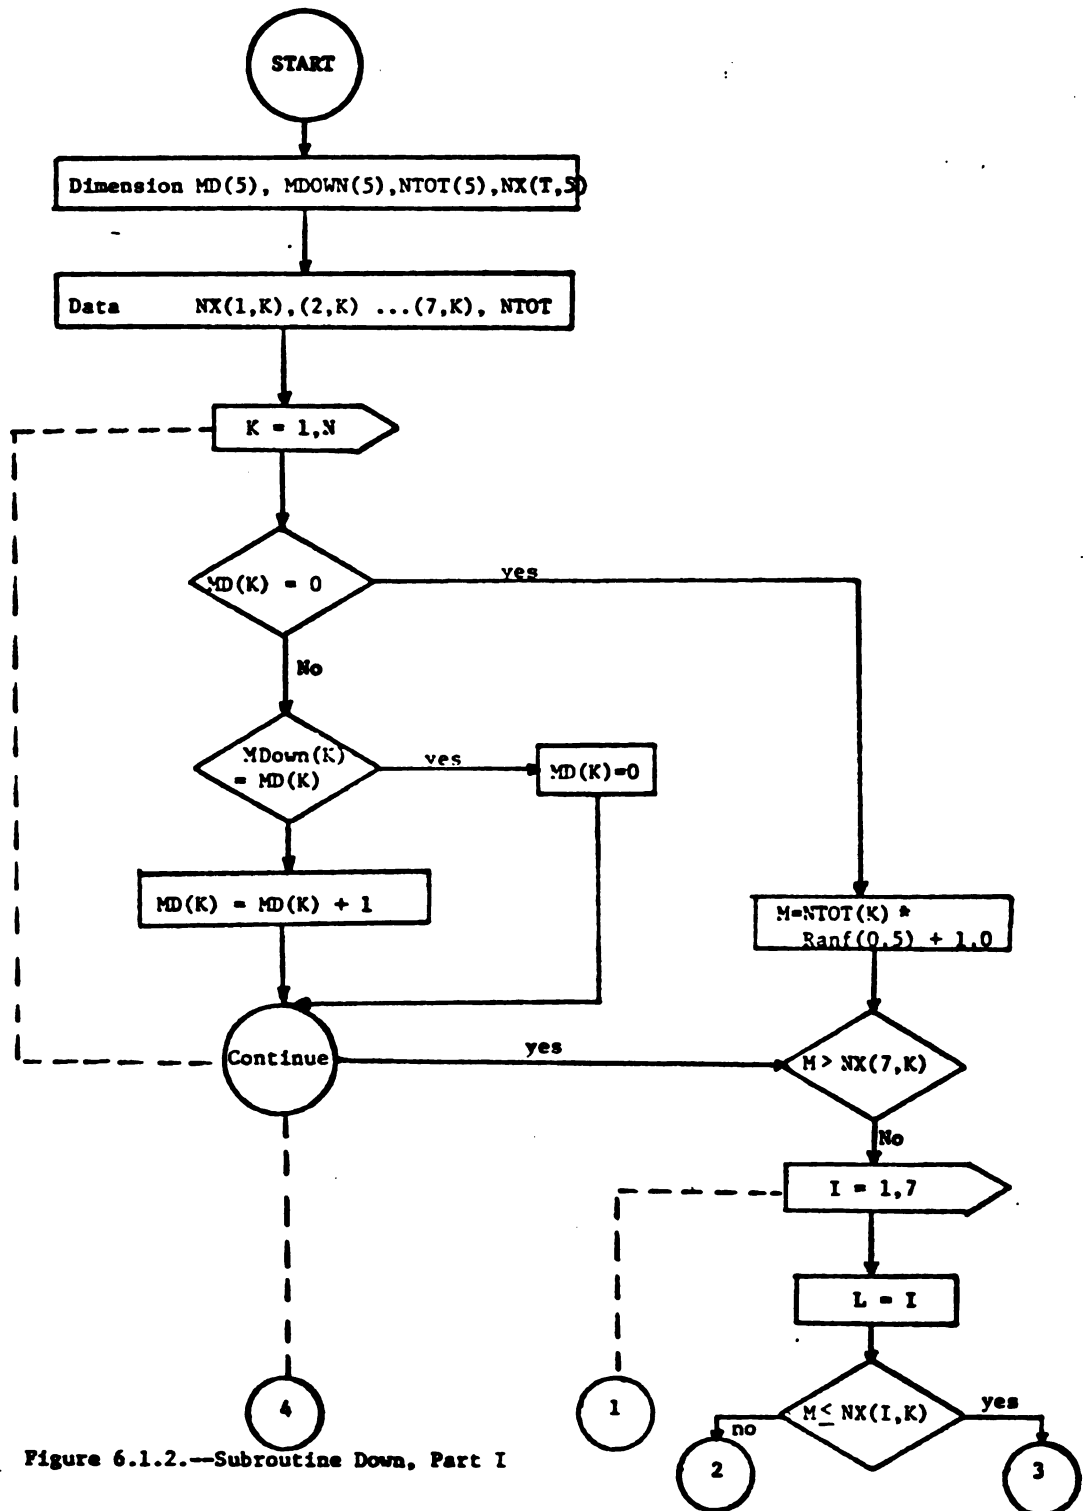 START
Dimension MD(5), MDOWN(5),NTOT(5),NX(T,5)
Data NX(1,K),(2,K) ...(7,K), NTOT
K = 1,N
MD(K) = 0
yes
No
MDown(K)
= MD(K)
yes
MD(K)=0
MD(K) = MD(K) + 1
M=NTOT(K) *
Ranf(0,5) + 1.0
Continue
yes
M> NX(7,K)
No
I = 1,7
L = I
M≤ NX(I,K)
yes
no
4
1
2
3
Figure 6.1.2.--Subroutine Down, Part I